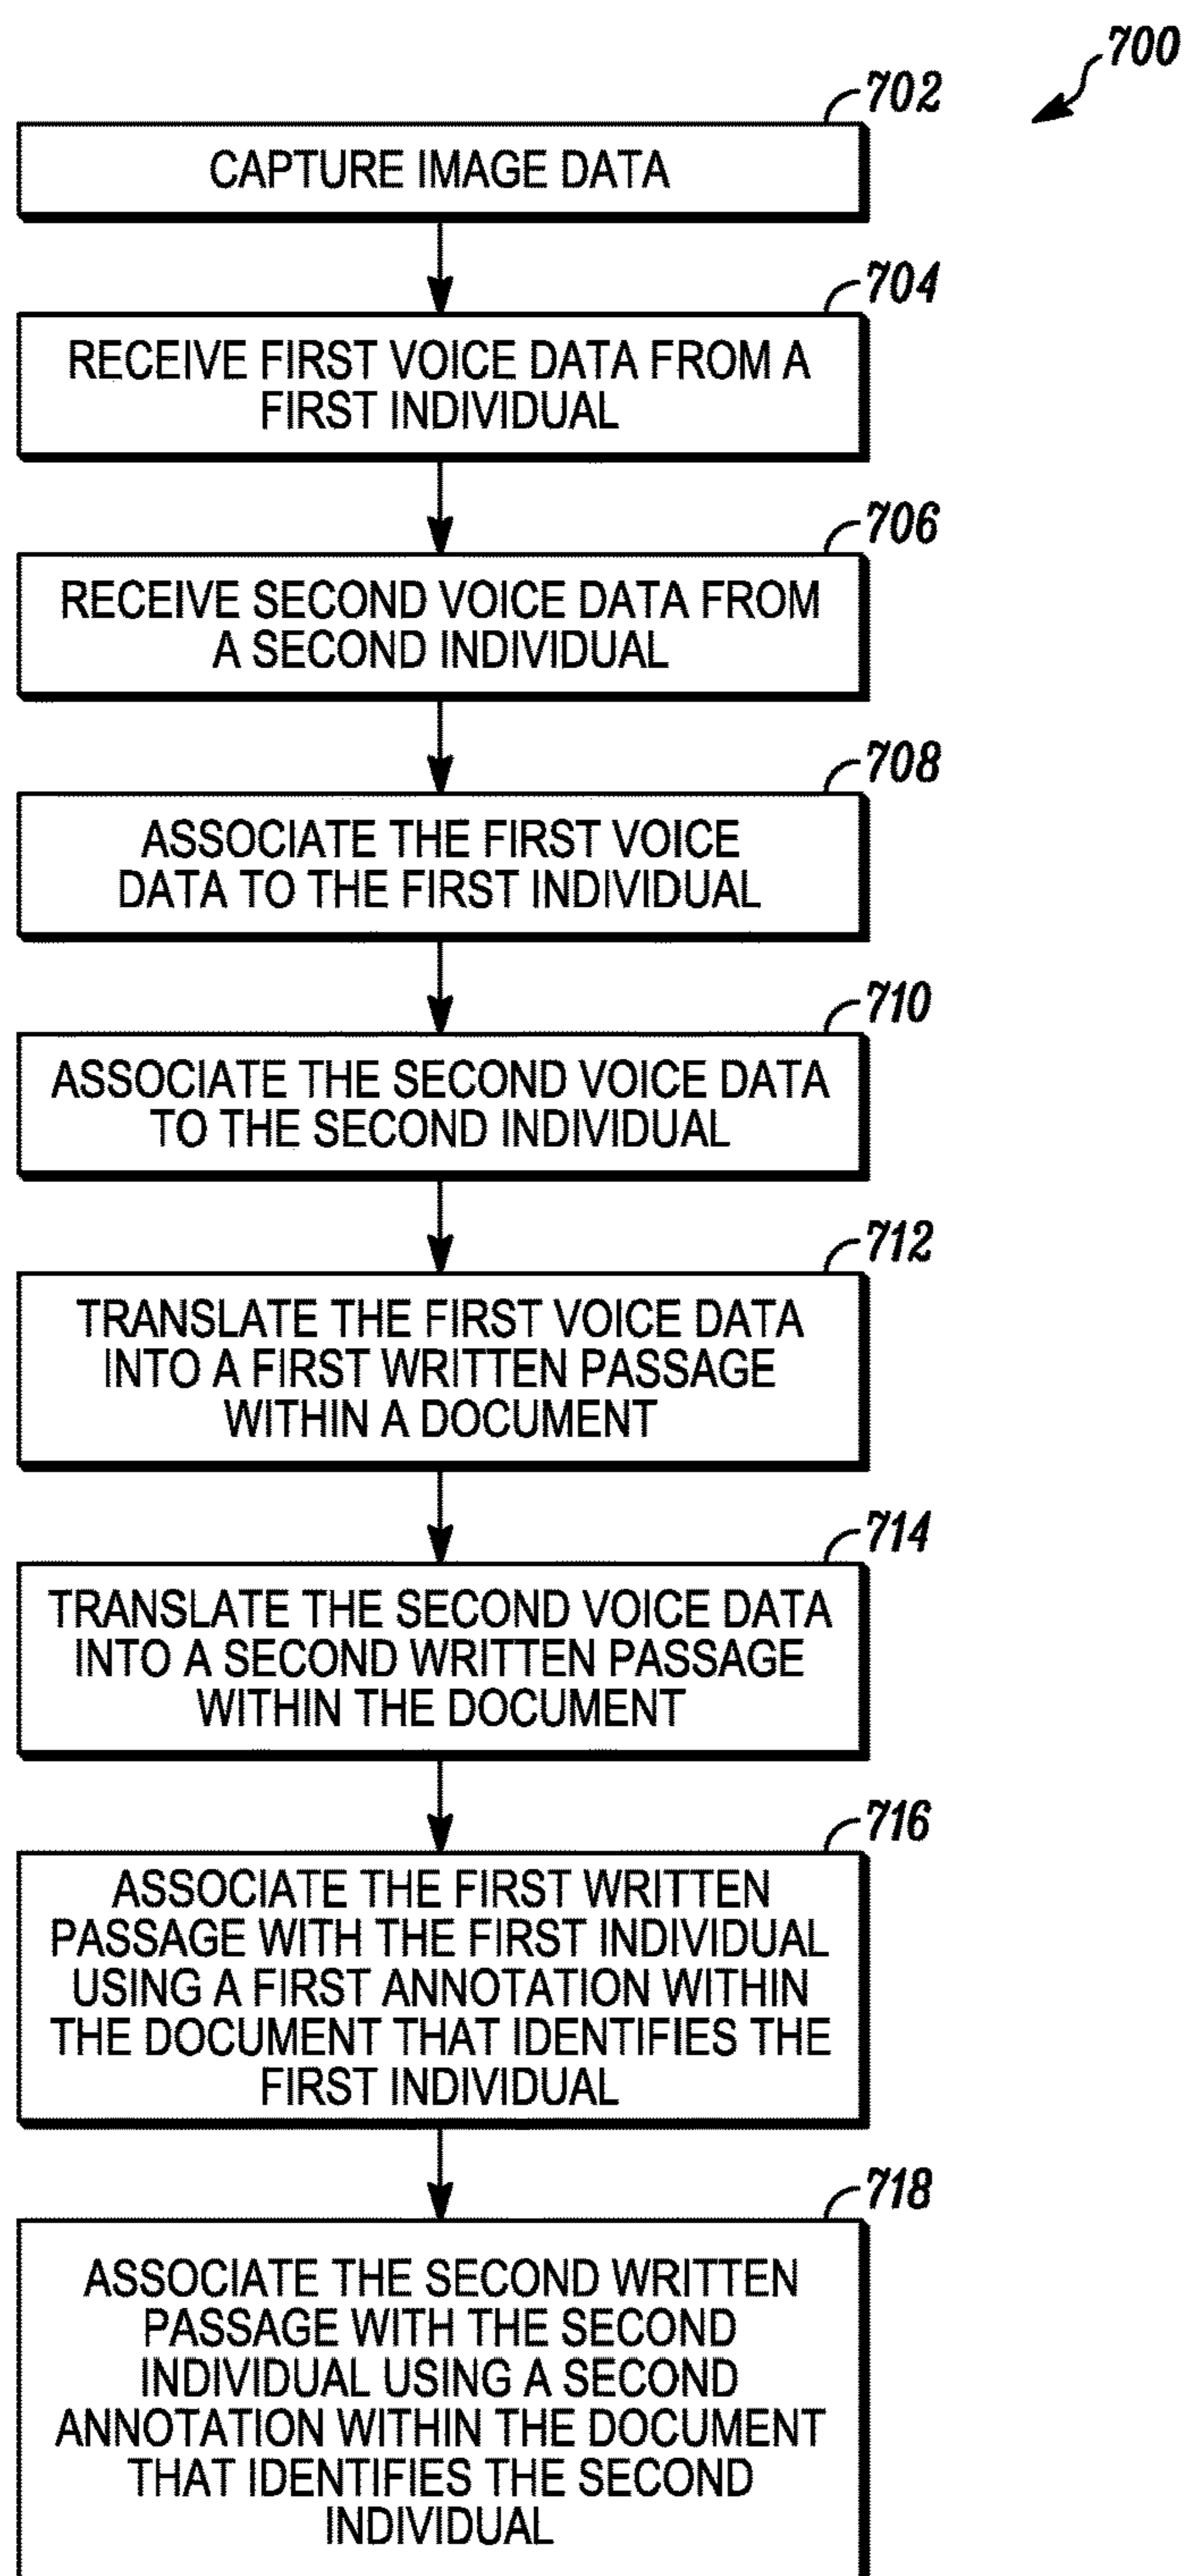 700
702
CAPTURE IMAGE DATA
704
RECEIVE FIRST VOICE DATA FROM A
FIRST INDIVIDUAL
706
RECEIVE SECOND VOICE DATA FROM
A SECOND INDIVIDUAL
708
ASSOCIATE THE FIRST VOICE
DATA TO THE FIRST INDIVIDUAL
710
ASSOCIATE THE SECOND VOICE DATA
TO THE SECOND INDIVIDUAL
712
TRANSLATE THE FIRST VOICE DATA
INTO A FIRST WRITTEN PASSAGE
WITHIN A DOCUMENT
714
TRANSLATE THE SECOND VOICE DATA
INTO A SECOND WRITTEN PASSAGE
WITHIN THE DOCUMENT
716
ASSOCIATE THE FIRST WRITTEN
PASSAGE WITH THE FIRST INDIVIDUAL
USING A FIRST ANNOTATION WITHIN
THE DOCUMENT THAT IDENTIFIES THE
FIRST INDIVIDUAL
718
ASSOCIATE THE SECOND WRITTEN
PASSAGE WITH THE SECOND
INDIVIDUAL USING A SECOND
ANNOTATION WITHIN THE DOCUMENT
THAT IDENTIFIES THE SECOND
INDIVIDUAL